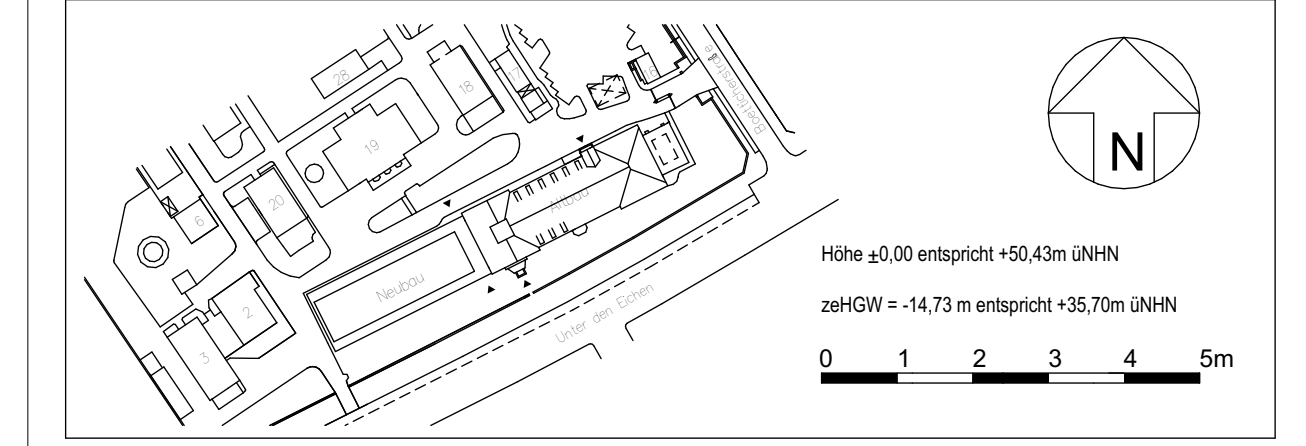 28
18
17
16
Boetticherstraße
19
20
6
Altbau
Neubau
2
3
Unter den Eichen
N
Höhe ±0,00 entspricht +50,43m üNHN
zeHGW = -14,73 m entspricht +35,70m üNHN
0 1 2 3 4 5m